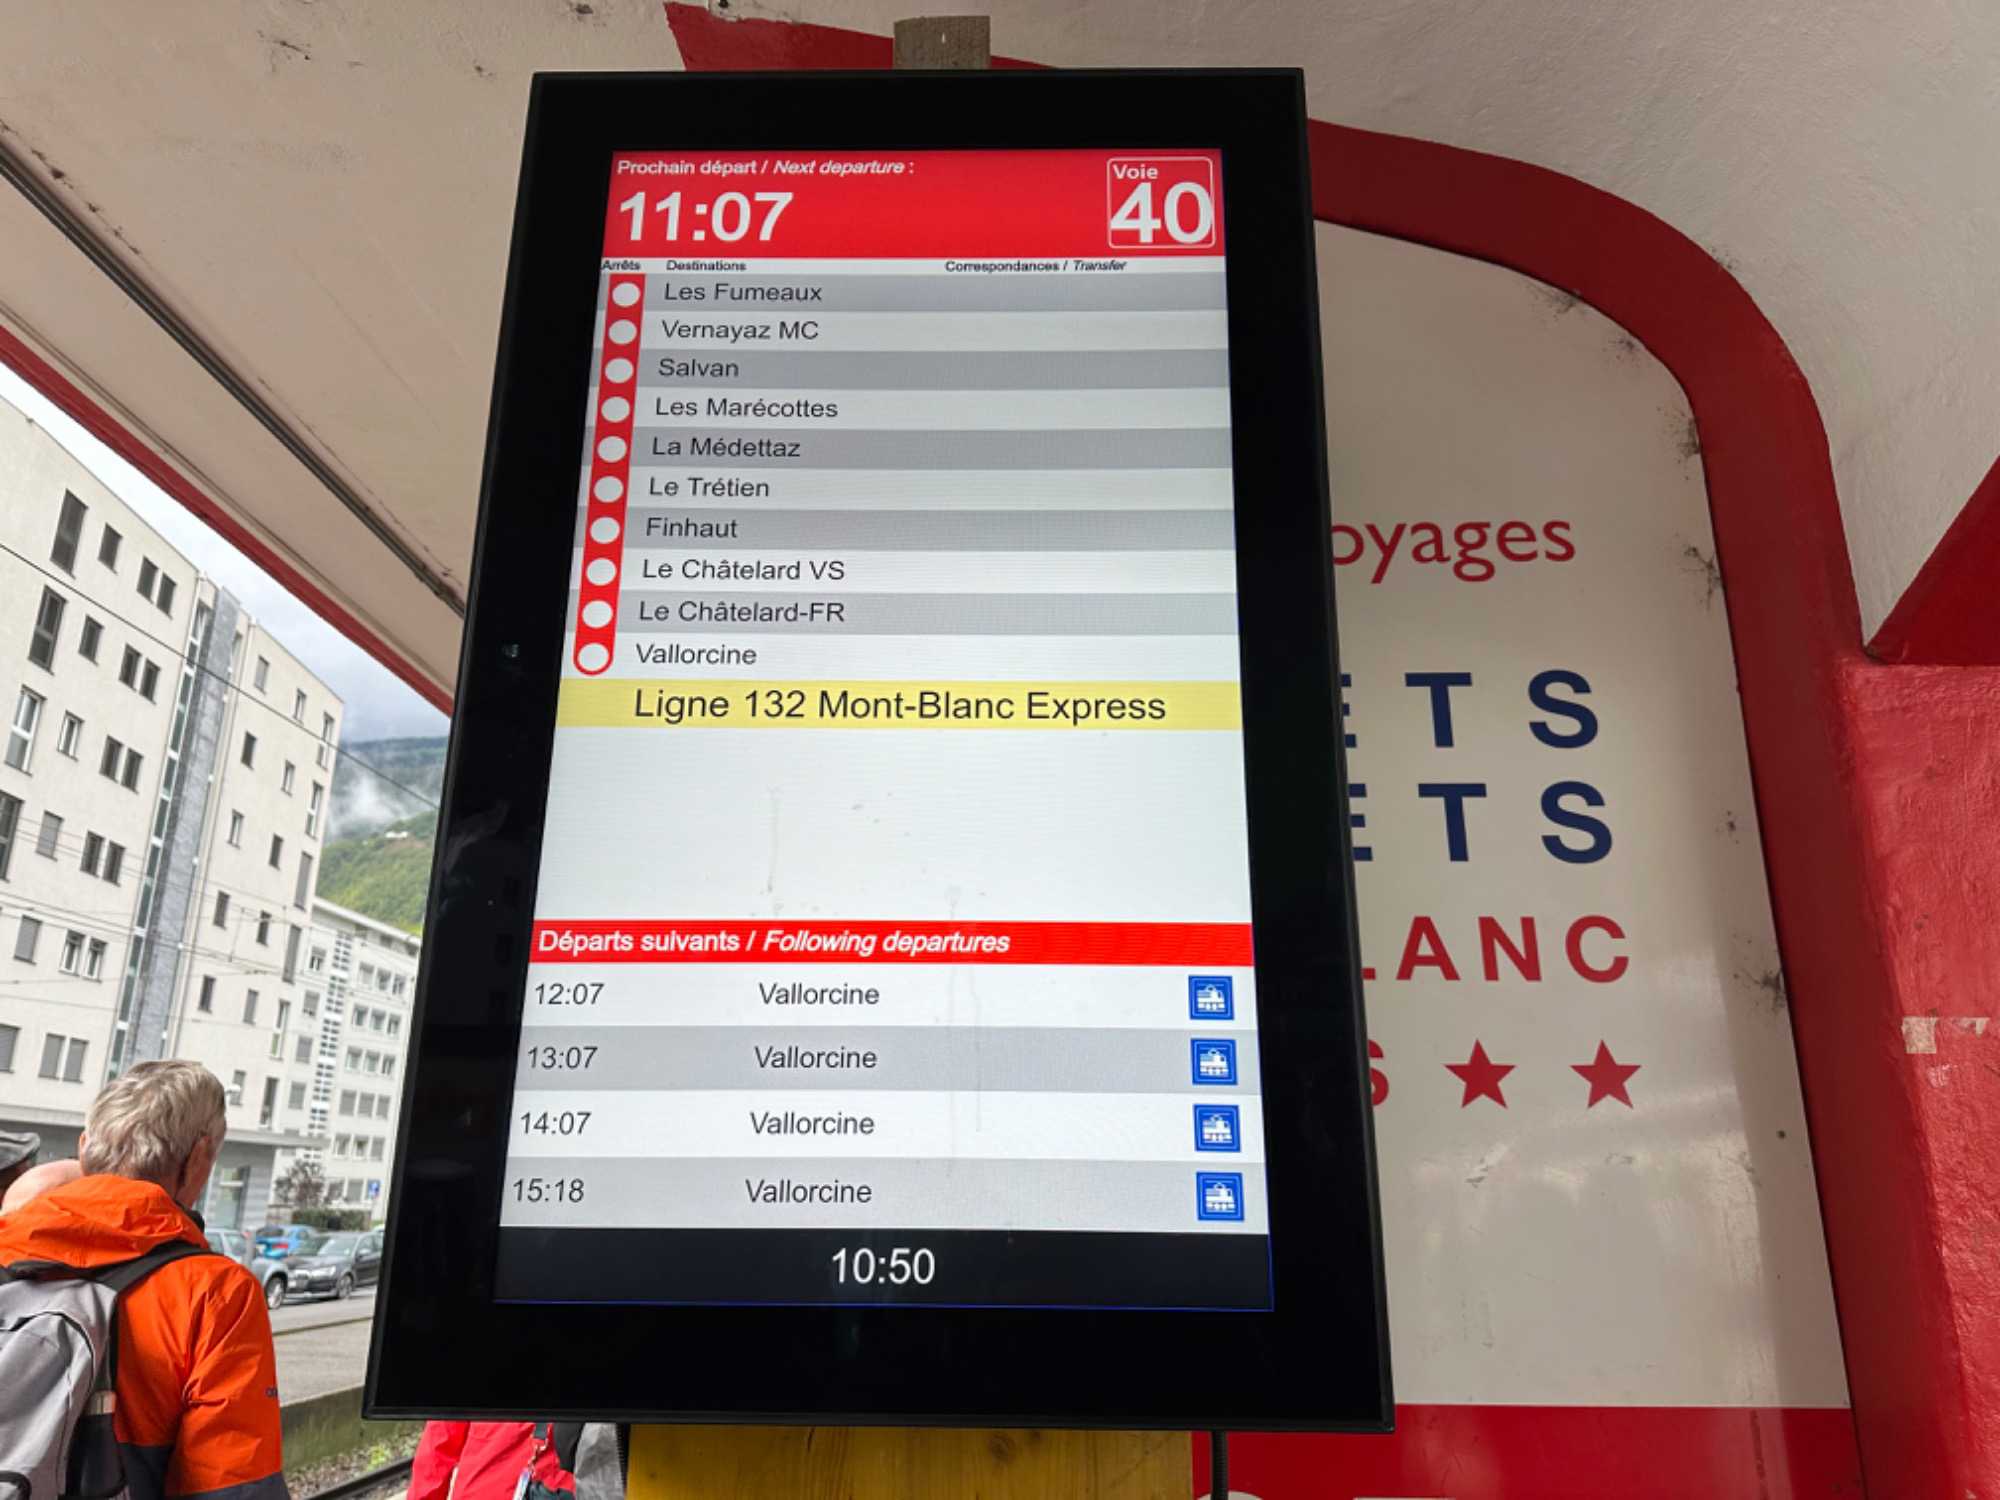 Prochain départ / Next departure :
11:07
Voie
40
Arrêts Destinations Correspondances / Transfer
Les Fumeaux
Vernayaz MC
Salvan
Les Marécottes
La Médettaz
Le Trétien
Finhaut
Le Châtelard VS
Le Châtelard-FR
Vallorcine
Ligne 132 Mont-Blanc Express
Départs suivants / Following departures
12:07 Vallorcine
13:07 Vallorcine
14:07 Vallorcine
15:18 Vallorcine
10:50
oyages
ETS
ETS
LANC
S